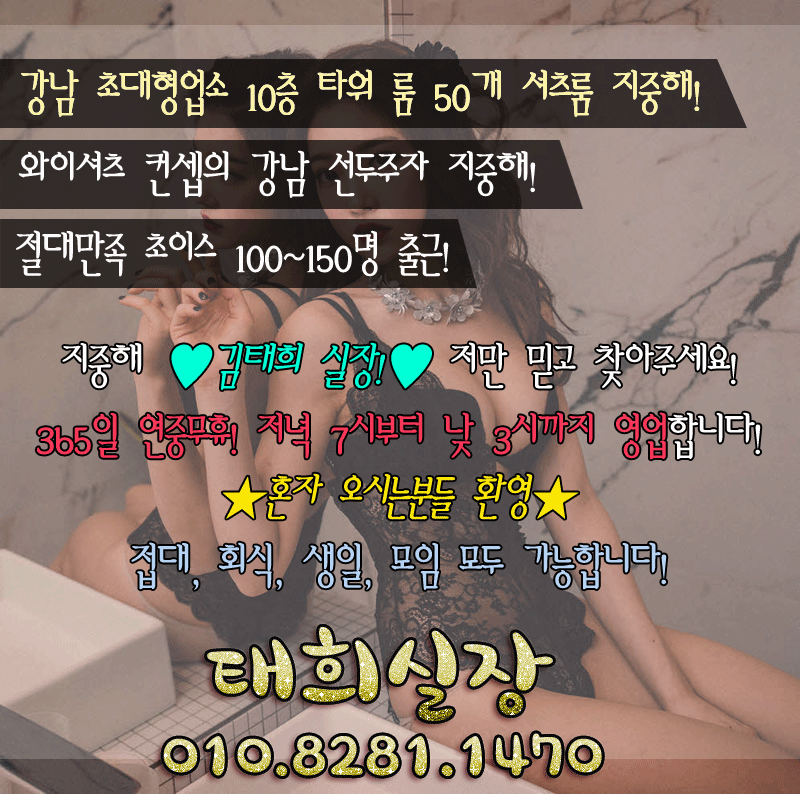 강남 초대형업소 10층 타워 룸 50개 셔츠룸 지중해!
와이셔츠 컨셉의 강남 선두주자 지중해!
절대만족 초이스 100~150명 출근!
지중해 ♥김태희 실장!♥ 저만 믿고 찾아주세요!
365일 연중무휴! 저녁 7시부터 낮 3시까지 영업합니다!
★혼자 오시는분들 환영★
접대, 회식, 생일, 모임 모두 가능합니다!
태희실장
010.8281.1470